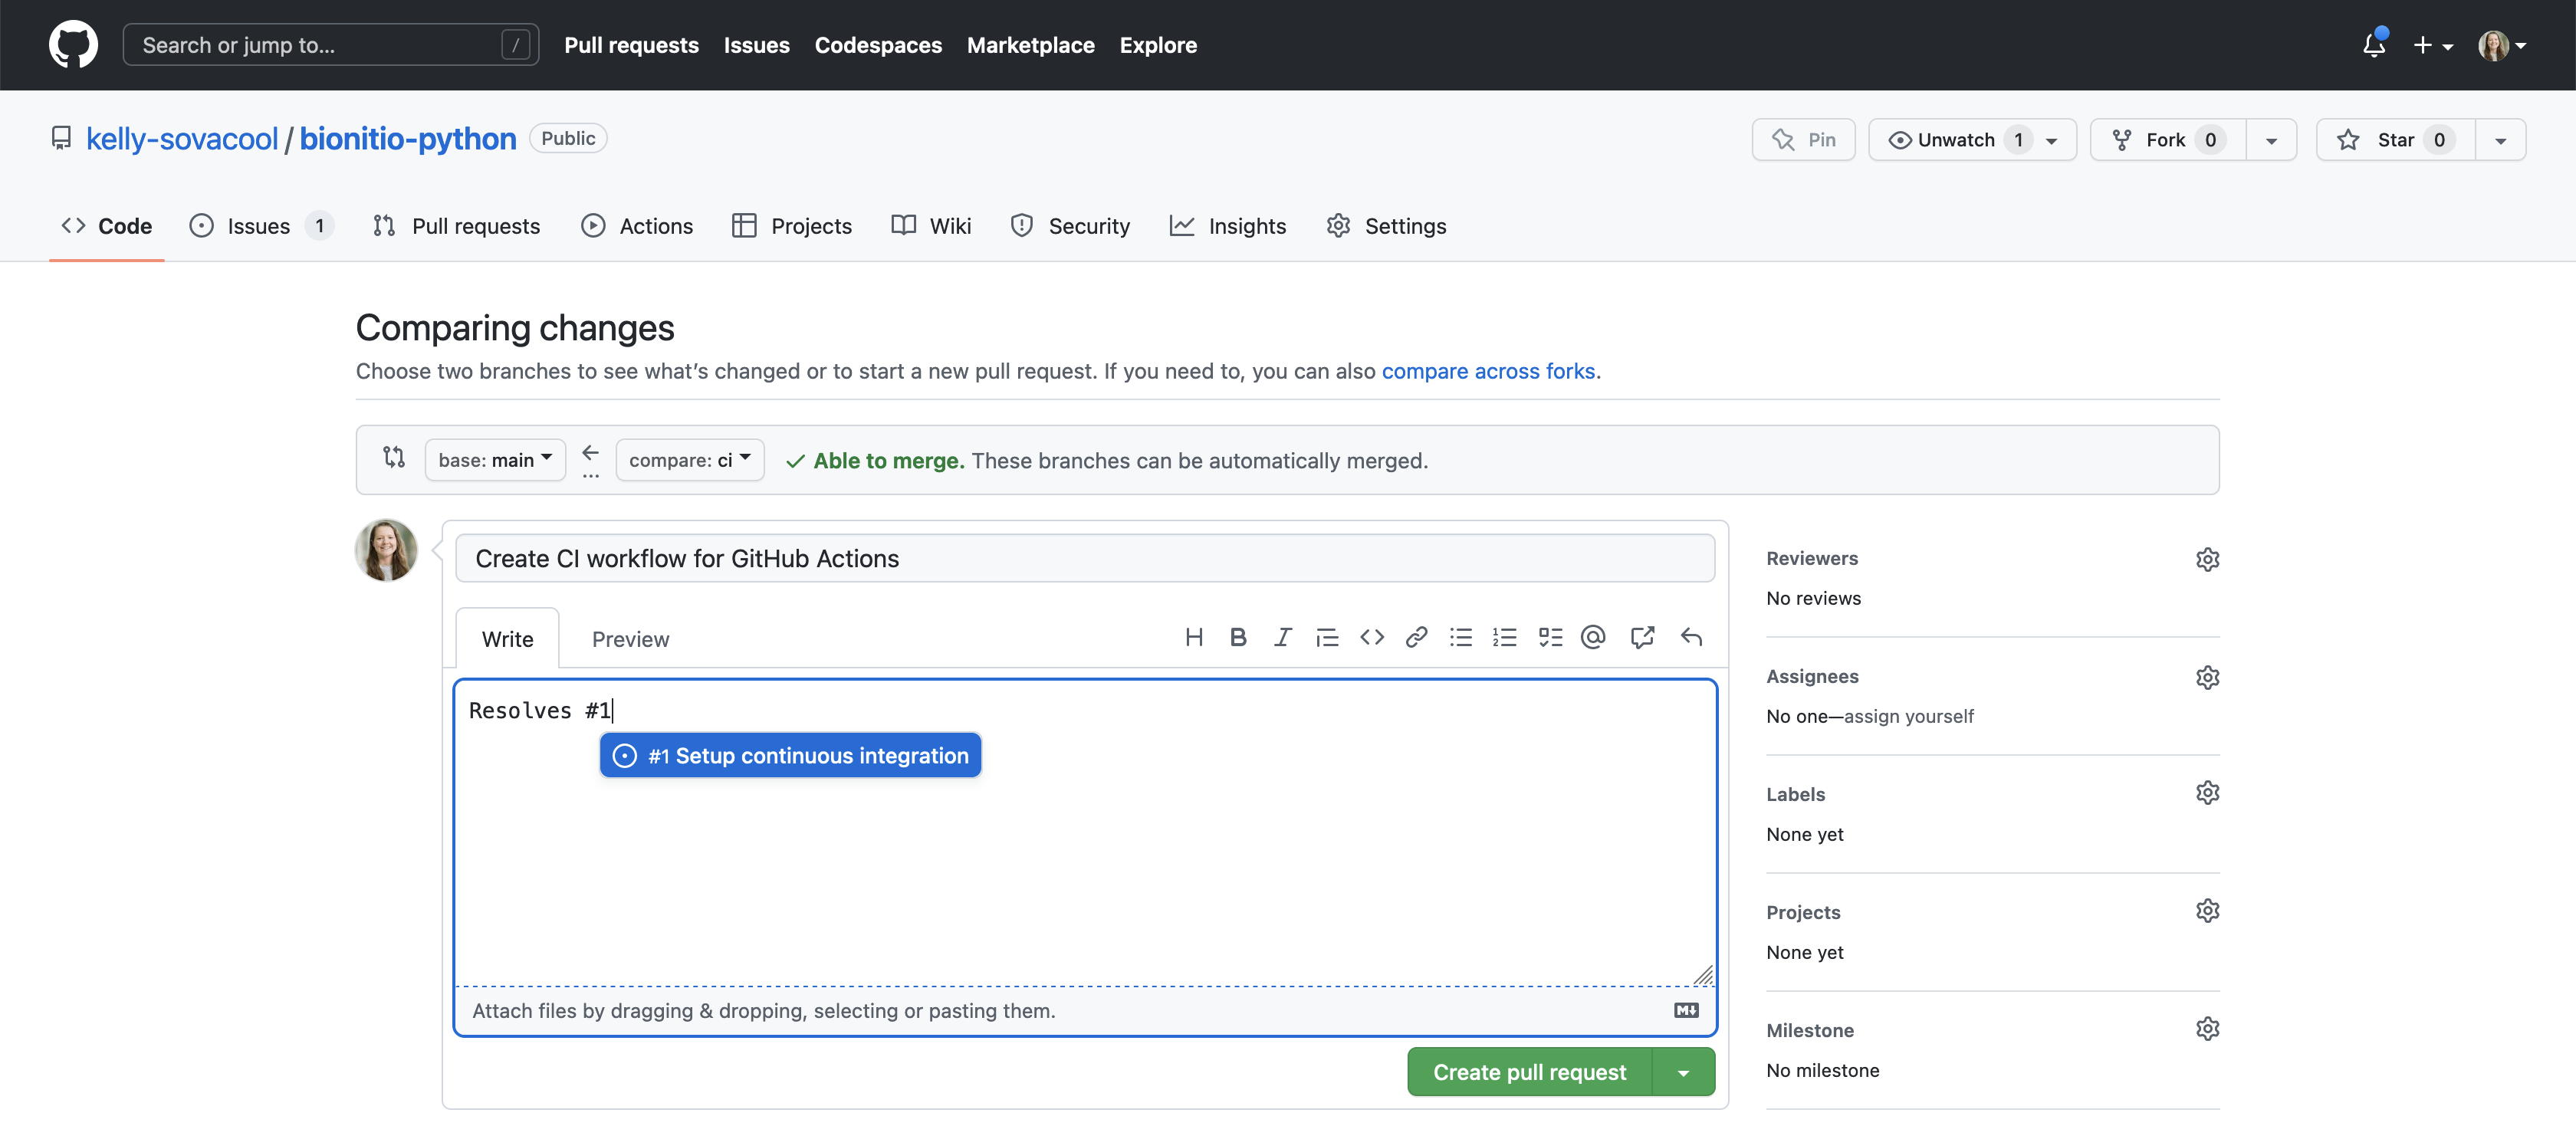 Search or jump to... / Pull requests Issues Codespaces Marketplace Explore
kelly-sovacool / bionitio-python Public Pin Unwatch 1 Fork 0 Star 0
Code Issues 1 Pull requests Actions Projects Wiki Security Insights Settings
Comparing changes
Choose two branches to see what’s changed or to start a new pull request. If you need to, you can also compare across forks.
base: main ... compare: ci Able to merge. These branches can be automatically merged.
Create CI workflow for GitHub Actions
Write Preview
Resolves #1
#1 Setup continuous integration
Attach files by dragging & dropping, selecting or pasting them.
Create pull request
Reviewers
No reviews
Assignees
No one—assign yourself
Labels
None yet
Projects
None yet
Milestone
No milestone